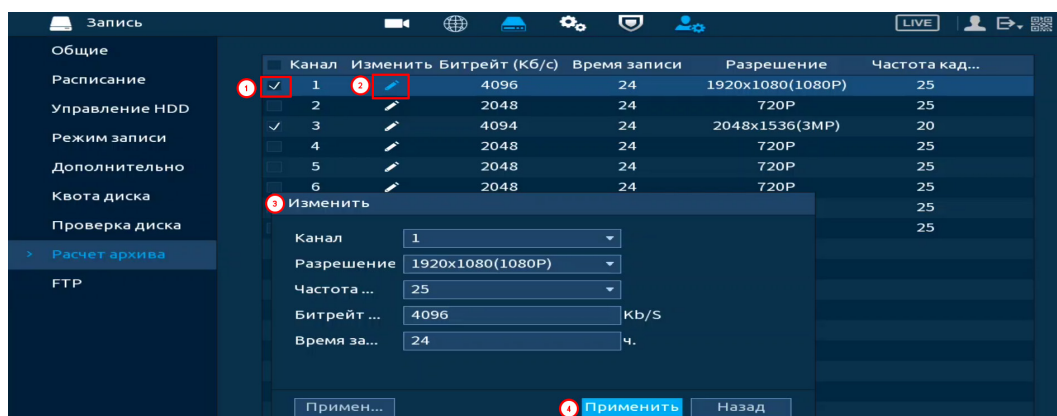 Запись LIVE
Общие
Расписание
Управление HDD
Режим записи
Дополнительно
Квота диска
Проверка диска
> Расчет архива
FTP
Канал Изменить Битрейт (Кб/с) Время записи Разрешение Частота кад...
1 1 2 4096 24 1920x1080(1080P) 25
2 2048 24 720P 25
3 4094 24 2048x1536(3MP) 20
4 2048 24 720P 25
5 2048 24 720P 25
6 2048 24 720P 25
25
25
3 Изменить
Канал 1
Разрешение 1920x1080(1080P)
Частота ... 25
Битрейт ... 4096 Kb/S
Время за... 24 ч.
Примен... 4 Применить Назад